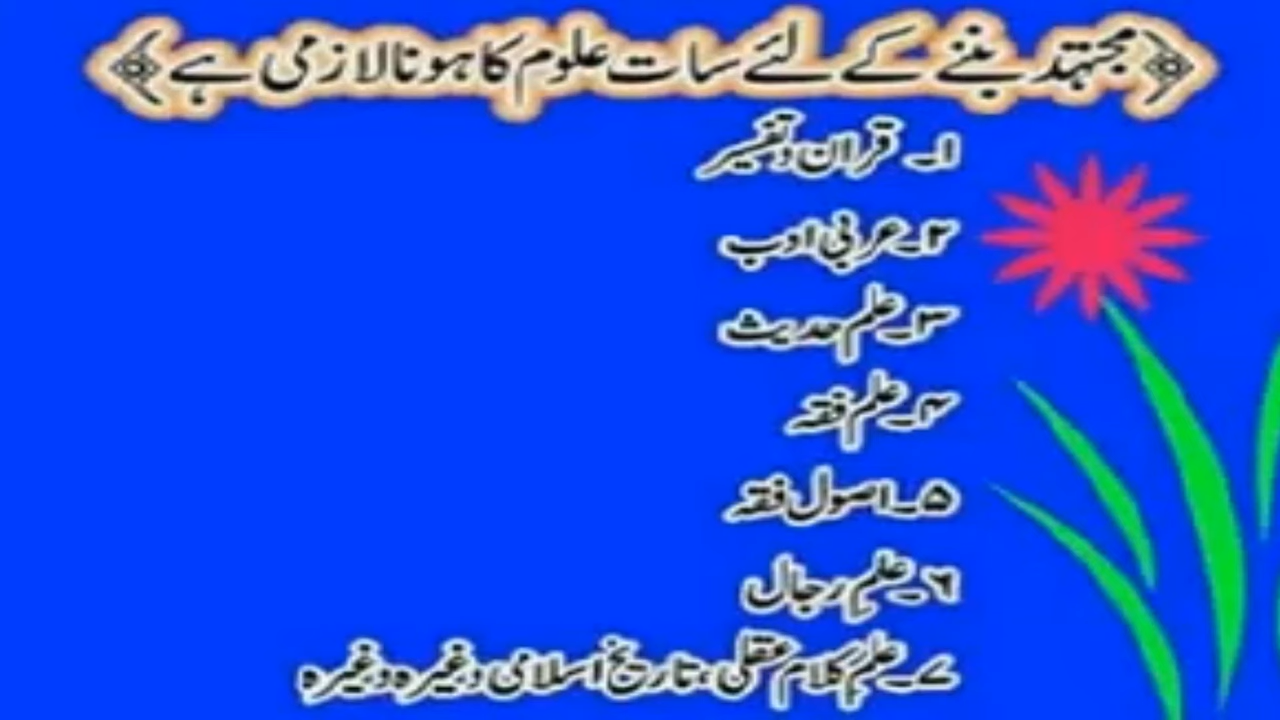 ﴿مجتہد بننے کے لئے سات علوم کا ہونا لازمی ہے﴾
۱۔ قران و تفسیر
۲۔ عربی ادب
۳۔ علم حدیث
۴۔ علم فقہ
۵۔ اصول فقہ
۶۔ علمِ رجال
۷۔ علمِ کلام عقلی، تاریخ اسلامی وغیرہ وغیرہ